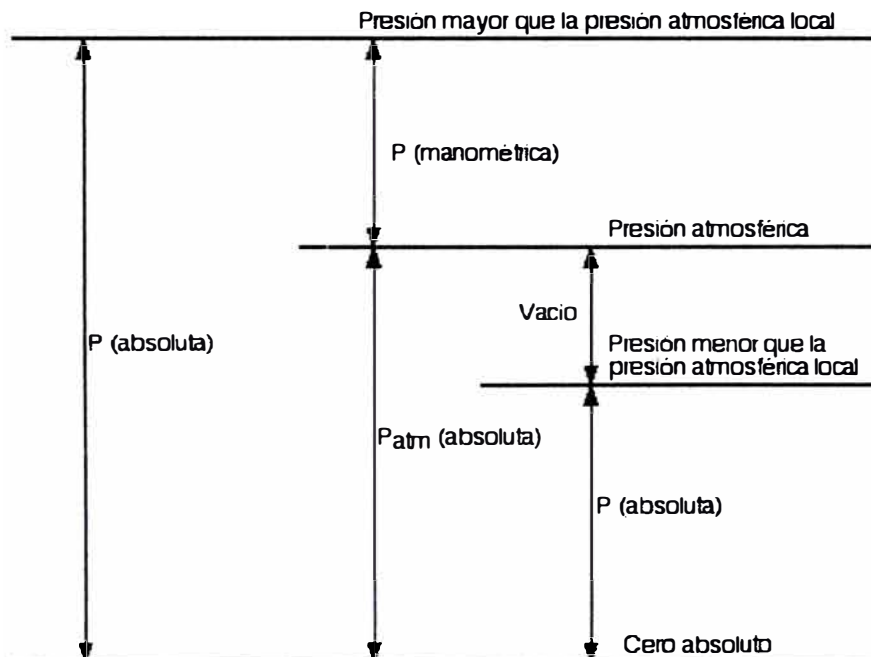 Presión mayor que la presión atmosférica local
P (manométrica)
Presión atmosférica
Vacio
P (absoluta)
Presión menor que la
presión atmosférica local
Patm (absoluta)
P (absoluta)
Cero absoluto